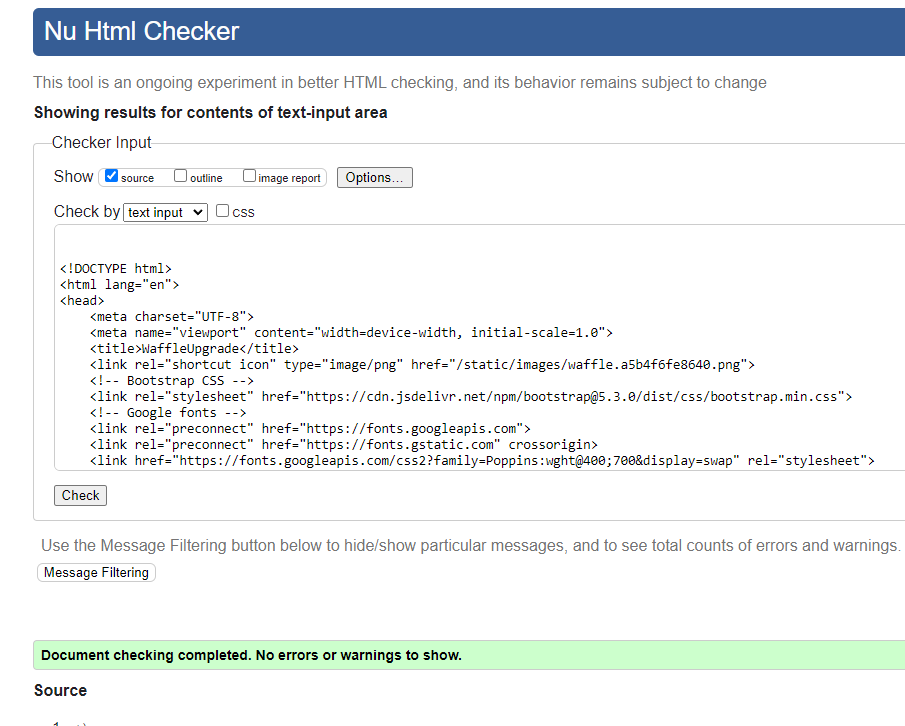 Nu Html Checker
This tool is an ongoing experiment in better HTML checking, and its behavior remains subject to change
Showing results for contents of text-input area
Checker Input
Show source outline image report Options...
Check by text input css
<!DOCTYPE html>
<html lang="en">
<head>
    <meta charset="UTF-8">
    <meta name="viewport" content="width=device-width, initial-scale=1.0">
    <title>WaffleUpgrade</title>
    <link rel="shortcut icon" type="image/png" href="/static/images/waffle.a5b4f6fe8640.png">
    <!-- Bootstrap CSS -->
    <link rel="stylesheet" href="https://cdn.jsdelivr.net/npm/bootstrap@5.3.0/dist/css/bootstrap.min.css">
    <!-- Google fonts -->
    <link rel="preconnect" href="https://fonts.googleapis.com">
    <link rel="preconnect" href="https://fonts.gstatic.com" crossorigin>
    <link href="https://fonts.googleapis.com/css2?family=Poppins:wght@400;700&display=swap" rel="stylesheet">
Check
Use the Message Filtering button below to hide/show particular messages, and to see total counts of errors and warnings.
Message Filtering
Document checking completed. No errors or warnings to show.
Source